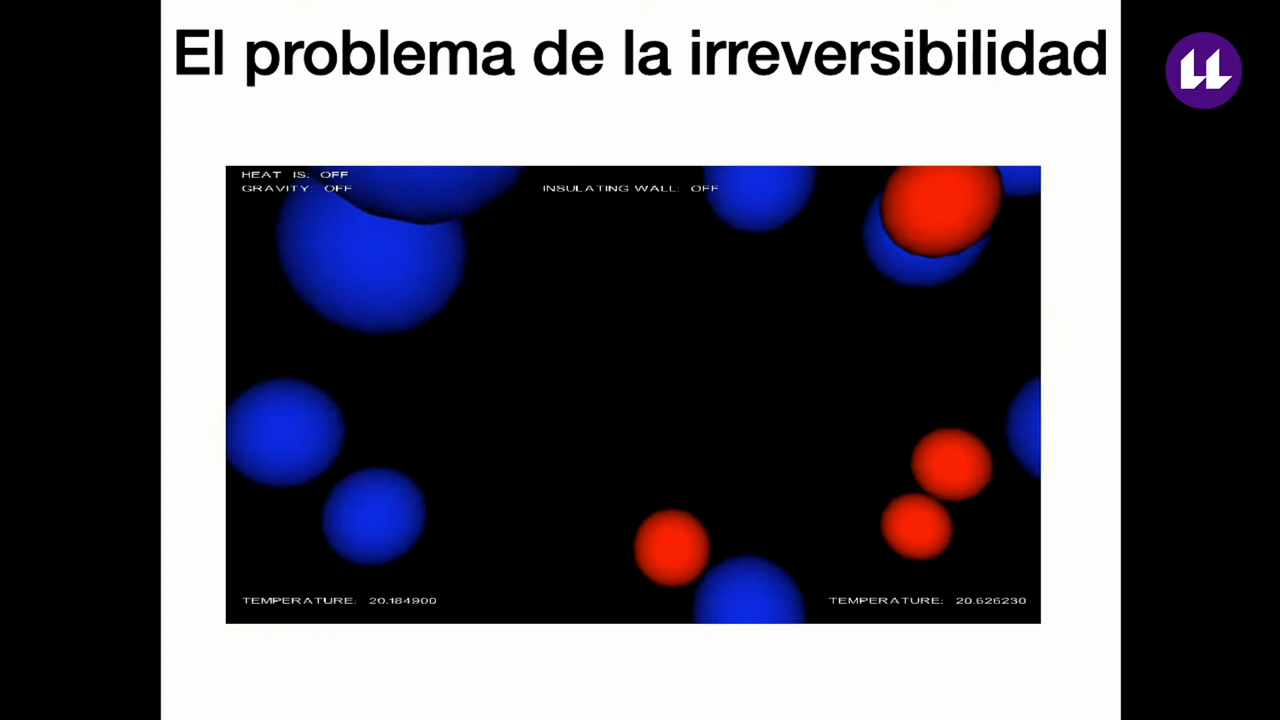 El problema de la irreversibilidad
HEAT IS: OFF
GRAVITY: OFF
INSULATING WALL: OFF
TEMPERATURE: 20.184900
TEMPERATURE: 20.626230